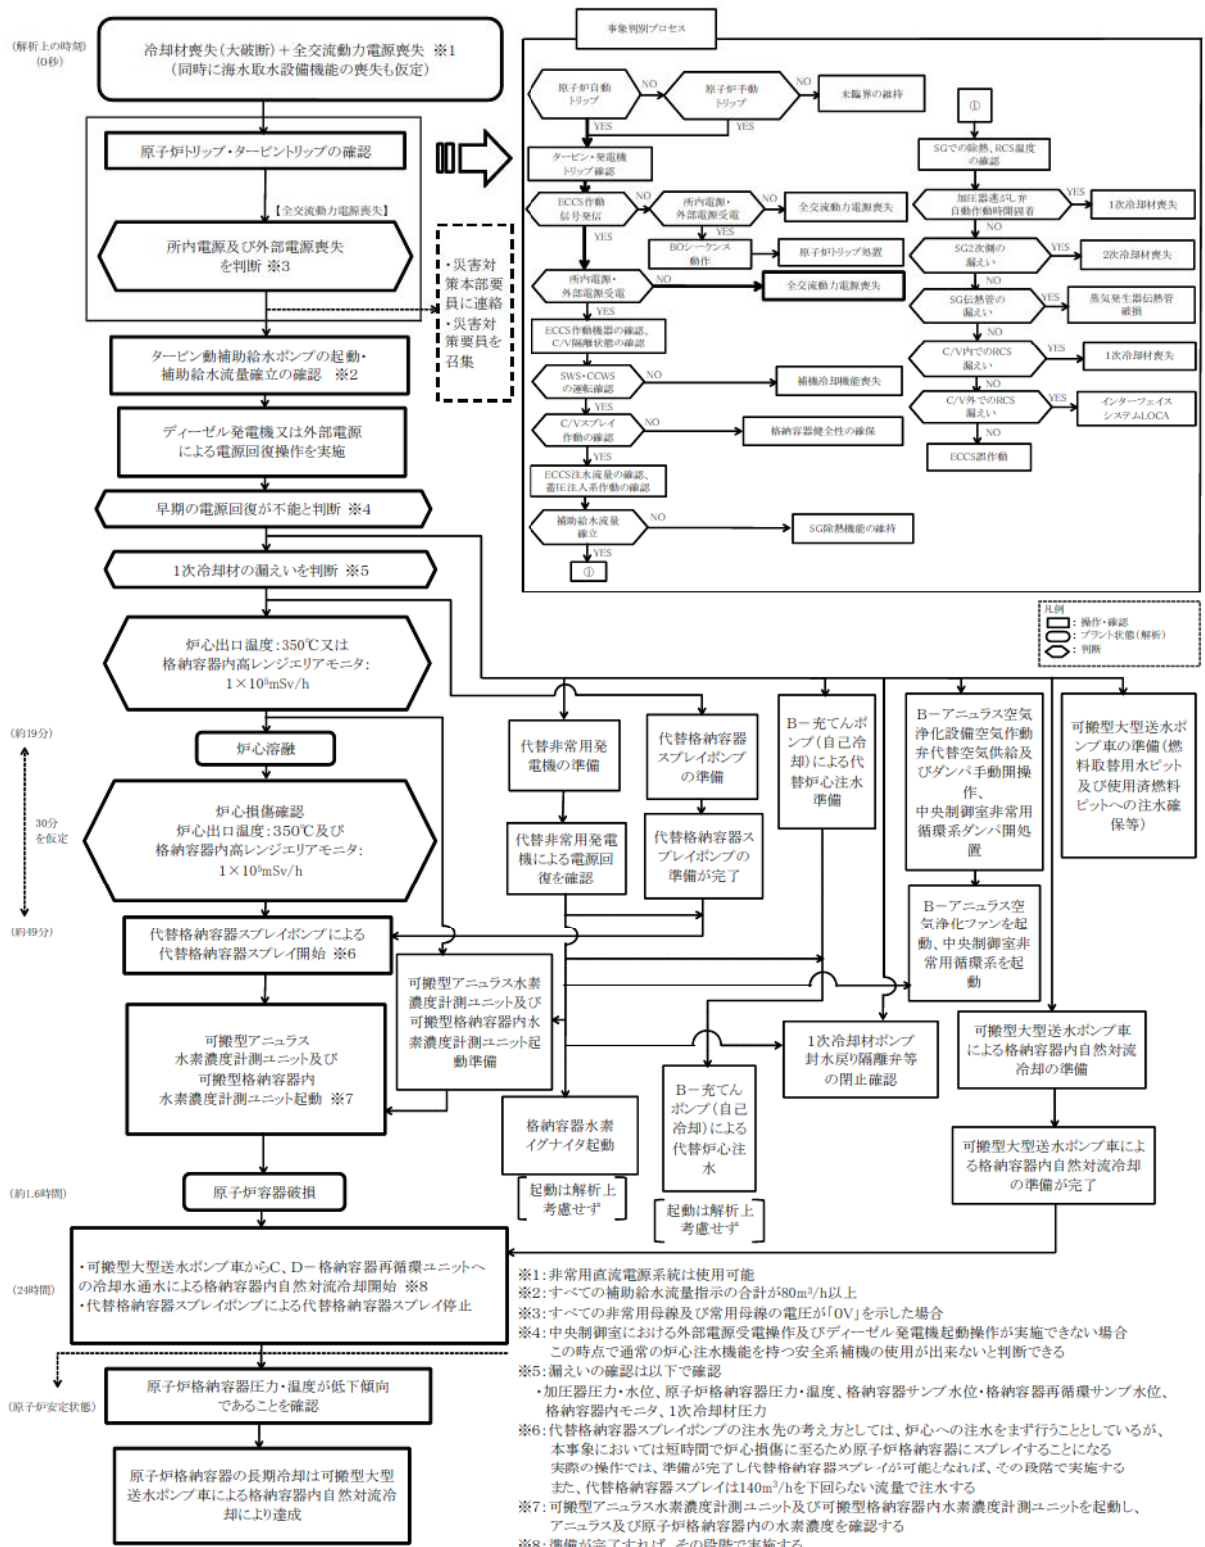 (解析上の時刻)
(0秒)
冷却材喪失(大破断)+全交流動力電源喪失 ※1
(同時に海水取水設備機能の喪失も仮定)
原子炉トリップ・タービントリップの確認
【全交流動力電源喪失】
所内電源及び外部電源喪失
を判断 ※3
・災害対
策本部要
員に連絡
・災害対
策要員を
召集
タービン動補助給水ポンプの起動・
補助給水流量確立の確認 ※2
ディーゼル発電機又は外部電源
による電源回復操作を実施
早期の電源回復が不能と判断 ※4
1次冷却材の漏えいを判断 ※5
炉心出口温度:350℃又は
格納容器内高レンジエリアモニタ:
1×10⁵mSv/h
(約19分)
炉心溶融
30分
を仮定
炉心損傷確認
炉心出口温度:350℃及び
格納容器内高レンジエリアモニタ:
1×10⁵mSv/h
(約49分)
代替格納容器スプレイポンプによる
代替格納容器スプレイ開始 ※6
可搬型アニュラス
水素濃度計測ユニット及び
可搬型格納容器内
水素濃度計測ユニット起動 ※7
(約1.6時間)
原子炉容器破損
(24時間)
・可搬型大型送水ポンプ車からC、D-格納容器再循環ユニットへ
の冷却水通水による格納容器内自然対流冷却開始 ※8
・代替格納容器スプレイポンプによる代替格納容器スプレイ停止
(原子炉安定状態)
原子炉格納容器圧力・温度が低下傾向
であることを確認
原子炉格納容器の長期冷却は可搬型大型
送水ポンプ車による格納容器内自然対流冷
却により達成
事象判別プロセス
原子炉自動
トリップ
NO
原子炉手動
トリップ
NO
未臨界の維持
YES
YES
タービン・発電機
トリップ確認
ECCS作動
信号発信
NO
所内電源・
外部電源受電
NO
全交流動力電源喪失
YES
YES
BOシーケンス
動作
原子炉トリップ処置
所内電源・
外部電源受電
NO
全交流動力電源喪失
YES
ECCS作動機器の確認、
C/V隔離状態の確認
SWS・CCWS
の運転確認
NO
補機冷却機能喪失
YES
C/Vスプレイ
作動の確認
NO
格納容器健全性の確保
YES
ECCS注水流量の確認、
蓄圧注入系作動の確認
補助給水流量
確立
NO
SG除熱機能の維持
YES
①
①
SGでの除熱、RCS温度
の確認
加圧器逃がし弁
自動作動時開固着
YES
1次冷却材喪失
NO
SG2次側の
漏えい
YES
2次冷却材喪失
NO
SG伝熱管の
漏えい
YES
蒸気発生器伝熱管
破損
NO
C/V内でのRCS
漏えい
YES
1次冷却材喪失
NO
C/V外でのRCS
漏えい
YES
インターフェイス
システムLOCA
NO
ECCS誤作動
凡例
:操作・確認
:プラント状態(解析)
:判断
代替非常用発
電機の準備
代替非常用発電
機による電源回
復を確認
代替格納容器
スプレイポンプ
の準備
代替格納容器ス
プレイポンプの
準備が完了
B-充てんポ
ンプ(自己冷
却)による代
替炉心注水
準備
B-アニュラス空気
浄化設備空気作動
弁代替空気供給及
びダンパ手動開操
作、
中央制御室非常用
循環系ダンパ開処
置
可搬型大型送水ポ
ンプ車の準備(燃
料取替用水ピット
及び使用済燃料
ピットへの注水確
保等)
B-アニュラス空
気浄化ファンを起
動、中央制御室非
常用循環系を起
動
可搬型アニュラス水素
濃度計測ユニット及び
可搬型格納容器内水
素濃度計測ユニット起
動準備
1次冷却材ポンプ
封水戻り隔離弁等
の閉止確認
可搬型大型送水ポンプ車
による格納容器内自然対流
冷却の準備
格納容器水素
イグナイタ起動
起動は解析上
考慮せず
B-充てん
ポンプ(自己
冷却)による
代替炉心注
水
起動は解析上
考慮せず
可搬型大型送水ポンプ車によ
る格納容器内自然対流冷却
の準備が完了
※1:非常用直流電源系統は使用可能
※2:すべての補助給水流量指示の合計が80m³/h以上
※3:すべての非常用母線及び常用母線の電圧が「0V」を示した場合
※4:中央制御室における外部電源受電操作及びディーゼル発電機起動操作が実施できない場合
この時点で通常の炉心注水機能を持つ安全系補機の使用が出来ないと判断できる
※5:漏えいの確認は以下で確認
・加圧器圧力・水位、原子炉格納容器圧力・温度、格納容器サンプ水位・格納容器再循環サンプ水位、
格納容器内モニタ、1次冷却材圧力
※6:代替格納容器スプレイポンプの注水先の考え方としては、炉心への注水をまず行うこととしているが、
本事象においては短時間で炉心損傷に至るため原子炉格納容器にスプレイすることになる
実際の操作では、準備が完了し代替格納容器スプレイが可能となれば、その段階で実施する
また、代替格納容器スプレイは140m³/hを下回らない流量で注水する
※7:可搬型アニュラス水素濃度計測ユニット及び可搬型格納容器内水素濃度計測ユニットを起動し、
アニュラス及び原子炉格納容器内の水素濃度を確認する
※8:準備が完了すれば、その段階で実施する